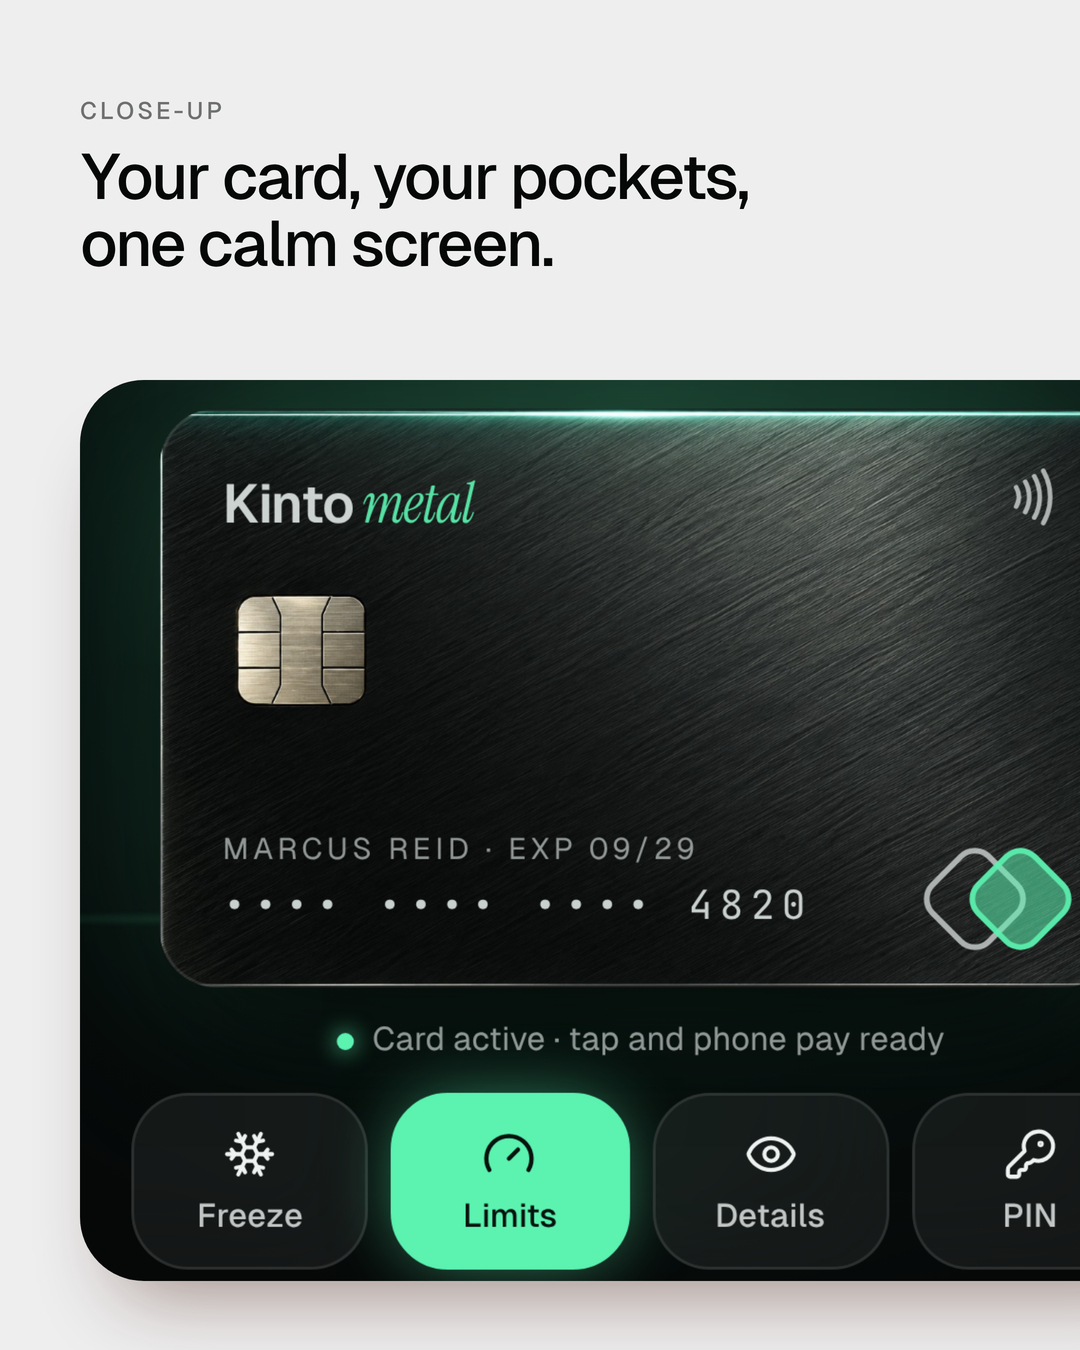 CLOSE-UP
Your card, your pockets,
one calm screen.
Kinto metal
MARCUS REID · EXP 09/29
•••• •••• •••• 4820
Card active · tap and phone pay ready
Freeze
Limits
Details
PIN